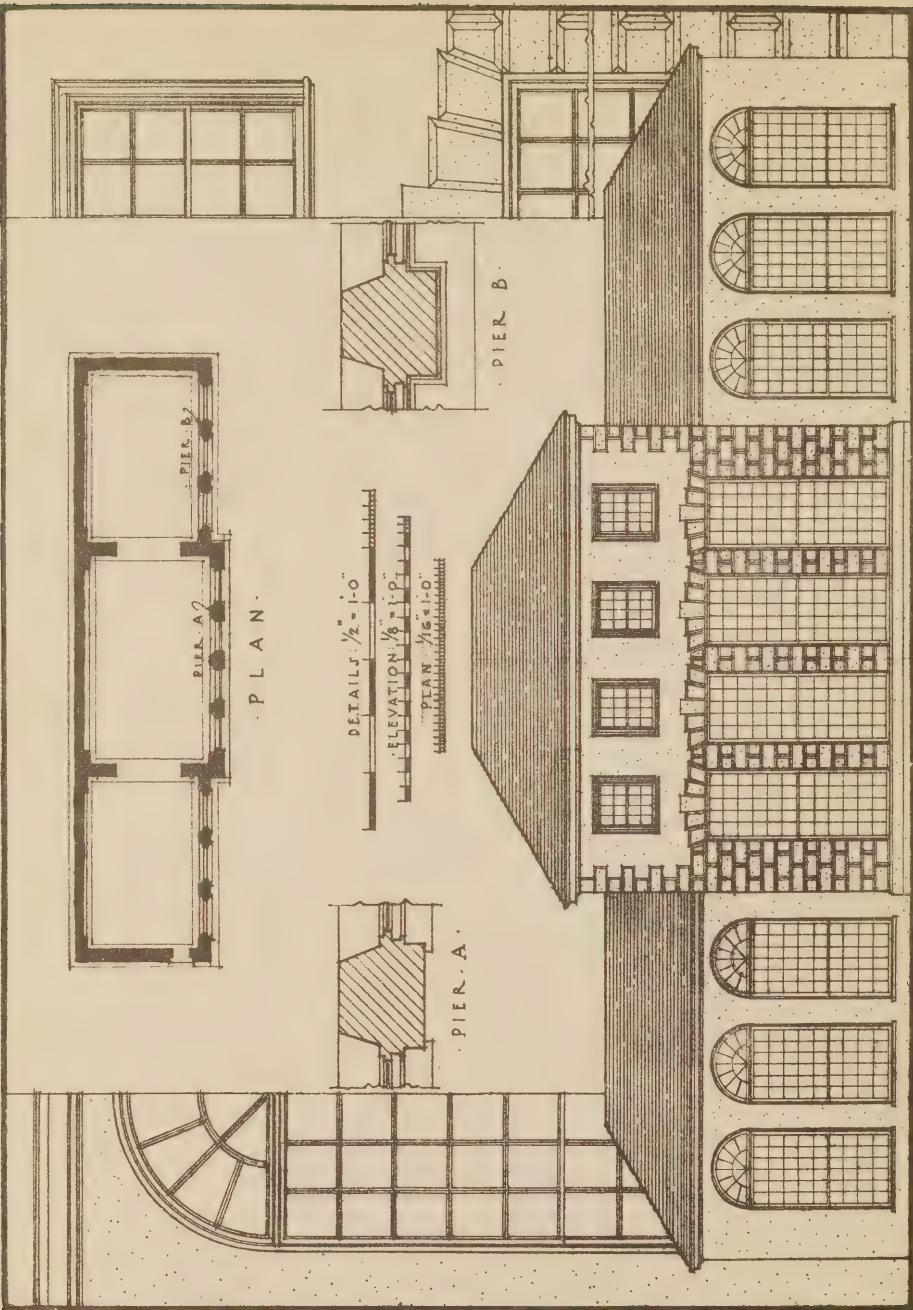 PIER A
PIER B
· PLAN ·
DETAILS: 1/2" = 1'-0"
ELEVATION: 1/8" = 1'-0"
PLAN 1/16" = 1'-0"
· PIER · A ·
· PIER B ·